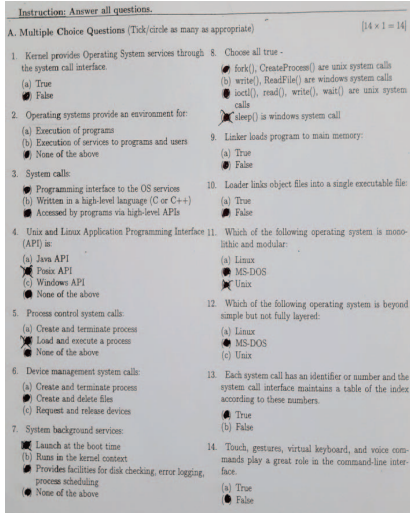 Instruction: Answer all questions.
A. Multiple Choice Questions (Tick/circle as many as appropriate)
[14 × 1 = 14]
1. Kernel provides Operating System services through
the system call interface.
(a) True
False
2. Operating systems provide an environment for:
(a) Execution of programs
(b) Execution of services to programs and users
None of the above
3. System calls:
Programming interface to the OS services
(b) Written in a high-level language (C or C++)
Accessed by programs via high-level APIs
4. Unix and Linux Application Programming Interface
(API) is:
(a) Java API
Posix API
(c) Windows API
None of the above
5. Process control system calls:
(a) Create and terminate process
Load and execute a process
None of the above
6. Device management system calls:
(a) Create and terminate process
Create and delete files
(c) Request and release devices
7. System background services:
Launch at the boot time
(b) Runs in the kernel context
Provides facilities for disk checking, error logging,
process scheduling
None of the above
8. Choose all true -
fork(), CreateProcess() are unix system calls
(b) write(), ReadFile() are windows system calls
ioctl(), read(), write(), wait() are unix system
calls
sleep() is windows system call
9. Linker loads program to main memory:
(a) True
False
10. Loader links object files into a single executable file:
(a) True
False
11. Which of the following operating system is mono-
lithic and modular:
(a) Linux
MS-DOS
Unix
12. Which of the following operating system is beyond
simple but not fully layered:
(a) Linux
MS-DOS
(c) Unix
13. Each system call has an identifier or number and the
system call interface maintains a table of the index
according to these numbers.
True
(b) False
14. Touch, gestures, virtual keyboard, and voice com-
mands play a great role in the command-line inter-
face.
(a) True
False